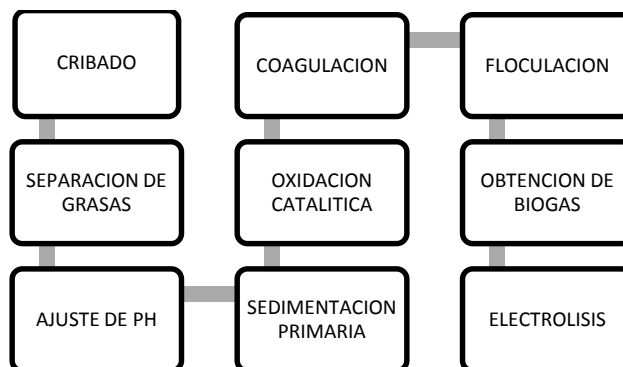 CRIBADO
SEPARACION DE
GRASAS
AJUSTE DE PH
SEDIMENTACION
PRIMARIA
OXIDACION
CATALITICA
COAGULACION
FLOCULACION
OBTENCION DE
BIOGAS
ELECTROLISIS